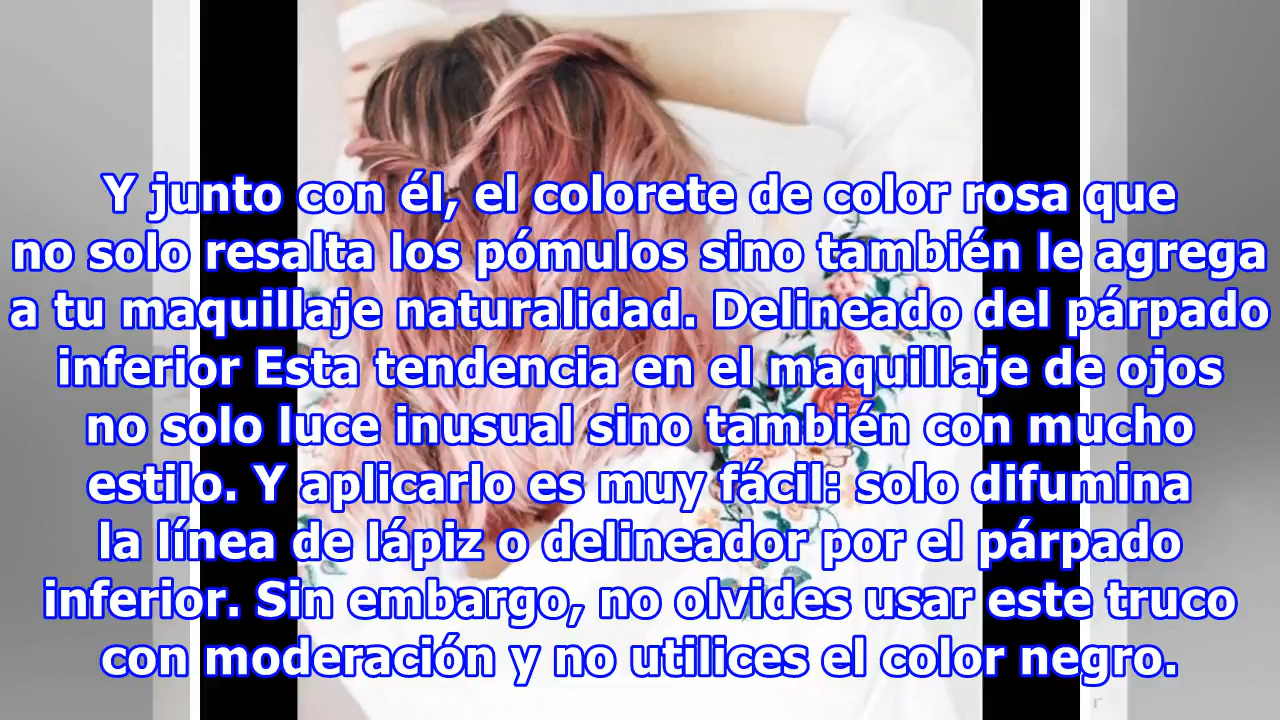 Y junto con él, el colorete de color rosa que
no solo resalta los pómulos sino también le agrega
a tu maquillaje naturalidad. Delineado del párpado
inferior Esta tendencia en el maquillaje de ojos
no solo luce inusual sino también con mucho
estilo. Y aplicarlo es muy fácil: solo difumina
la línea de lápiz o delineador por el párpado
inferior. Sin embargo, no olvides usar este truco
con moderación y no utilices el color negro.